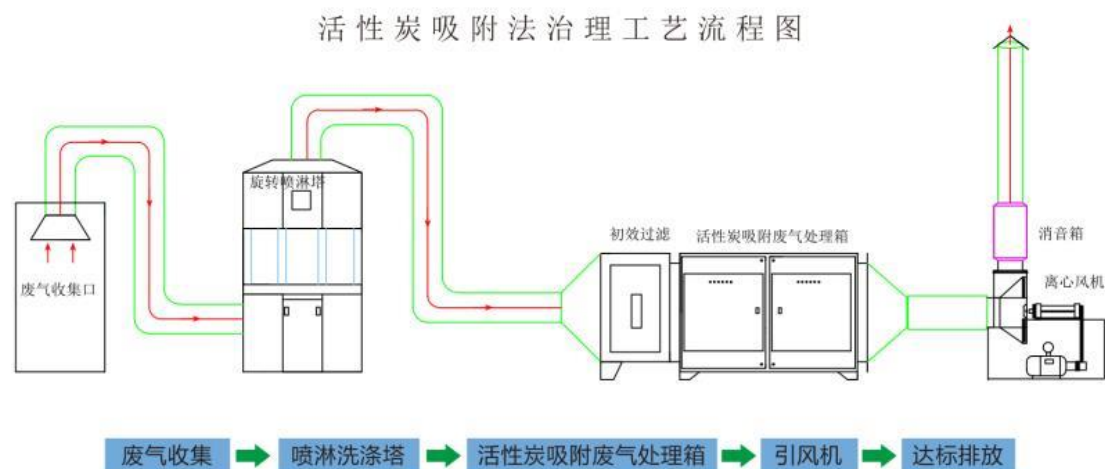 活性炭吸附法治理工艺流程图
旋转喷淋塔
废气收集口
初效过滤
活性炭吸附废气处理箱
消音箱
离心风机
废气收集
喷淋洗涤塔
活性炭吸附废气处理箱
引风机
达标排放